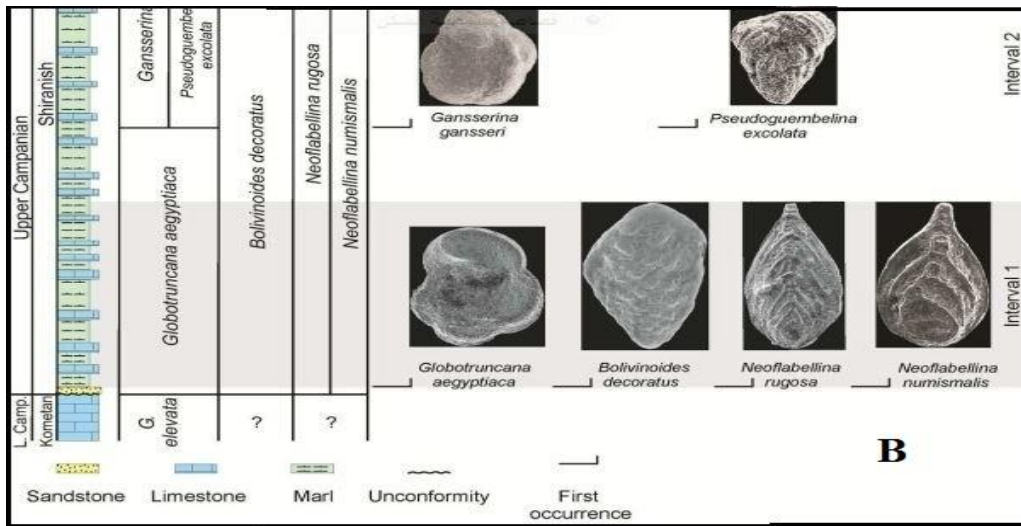 Upper Campanian
L. Camp.
Shiranish
Kometan
Gansserina
Pseudoguembelina
excolata
Globotruncana aegyptiaca
G.
elevata
Bolivinoides decoratus
?
Neoflabellina rugosa
Neoflabellina numismalis
?
Gansserina
gansseri
Pseudoguembelina
excolata
Interval 2
Globotruncana
aegyptiaca
Bolivinoides
decoratus
Neoflabellina
rugosa
Neoflabellina
numismalis
Interval 1
B
Sandstone
Limestone
Marl
Unconformity
First
occurrence